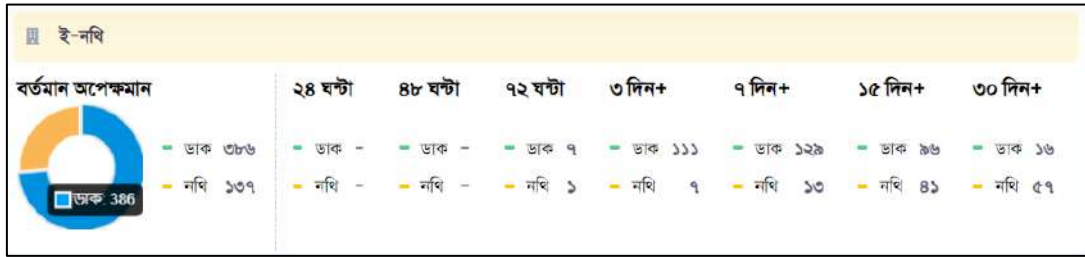 ই-নথি
বর্তমান অপেক্ষমান ২৪ ঘন্টা ৪৮ ঘন্টা ৭২ ঘন্টা ৩ দিন+ ৭ দিন+ ১৫ দিন+ ৩০ দিন+
ডাক ৩৮৬ ডাক - ডাক - ডাক ৭ ডাক ১১১ ডাক ১২৯ ডাক ৯৬ ডাক ১৬
নথি ১৩৭ নথি - নথি - নথি ১ নথি ৭ নথি ১৩ নথি ৪১ নথি ৫৭
ডাক: 386